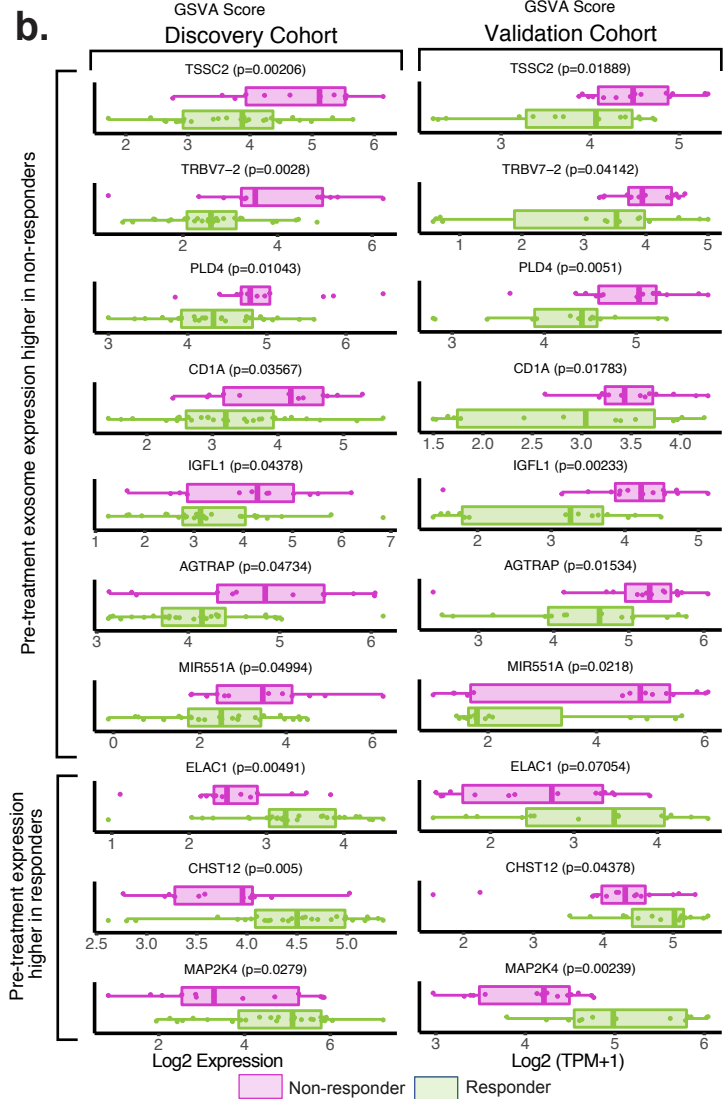 b.
GSVA Score
Discovery Cohort
GSVA Score
Validation Cohort
Pre-treatment exosome expression higher in non-responders
TSSC2 (p=0.00206)
2 3 4 5 6
TSSC2 (p=0.01889)
3 4 5
TRBV7−2 (p=0.0028)
2 4 6
TRBV7−2 (p=0.04142)
1 2 3 4 5
PLD4 (p=0.01043)
3 4 5 6
PLD4 (p=0.0051)
3 4 5
CD1A (p=0.03567)
2 3 4 5
CD1A (p=0.01783)
1.5 2.0 2.5 3.0 3.5 4.0
IGFL1 (p=0.04378)
1 2 3 4 5 6 7
IGFL1 (p=0.00233)
2 3 4 5
AGTRAP (p=0.04734)
3 4 5 6
AGTRAP (p=0.01534)
3 4 5 6
MIR551A (p=0.04994)
0 2 4 6
MIR551A (p=0.0218)
2 4 6
Pre-treatment expression
higher in responders
ELAC1 (p=0.00491)
1 2 3 4
ELAC1 (p=0.07054)
2 3 4
CHST12 (p=0.005)
2.5 3.0 3.5 4.0 4.5 5.0
CHST12 (p=0.04378)
2 3 4 5
MAP2K4 (p=0.0279)
2 4 6
MAP2K4 (p=0.00239)
3 4 5 6
Log2 Expression
Log2 (TPM+1)
Non-responder
Responder